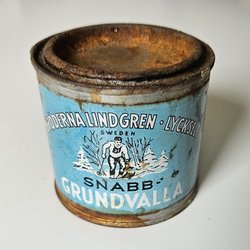 LINDGREN ·
SWEDEN
SNABB-
GRUNDVALLA